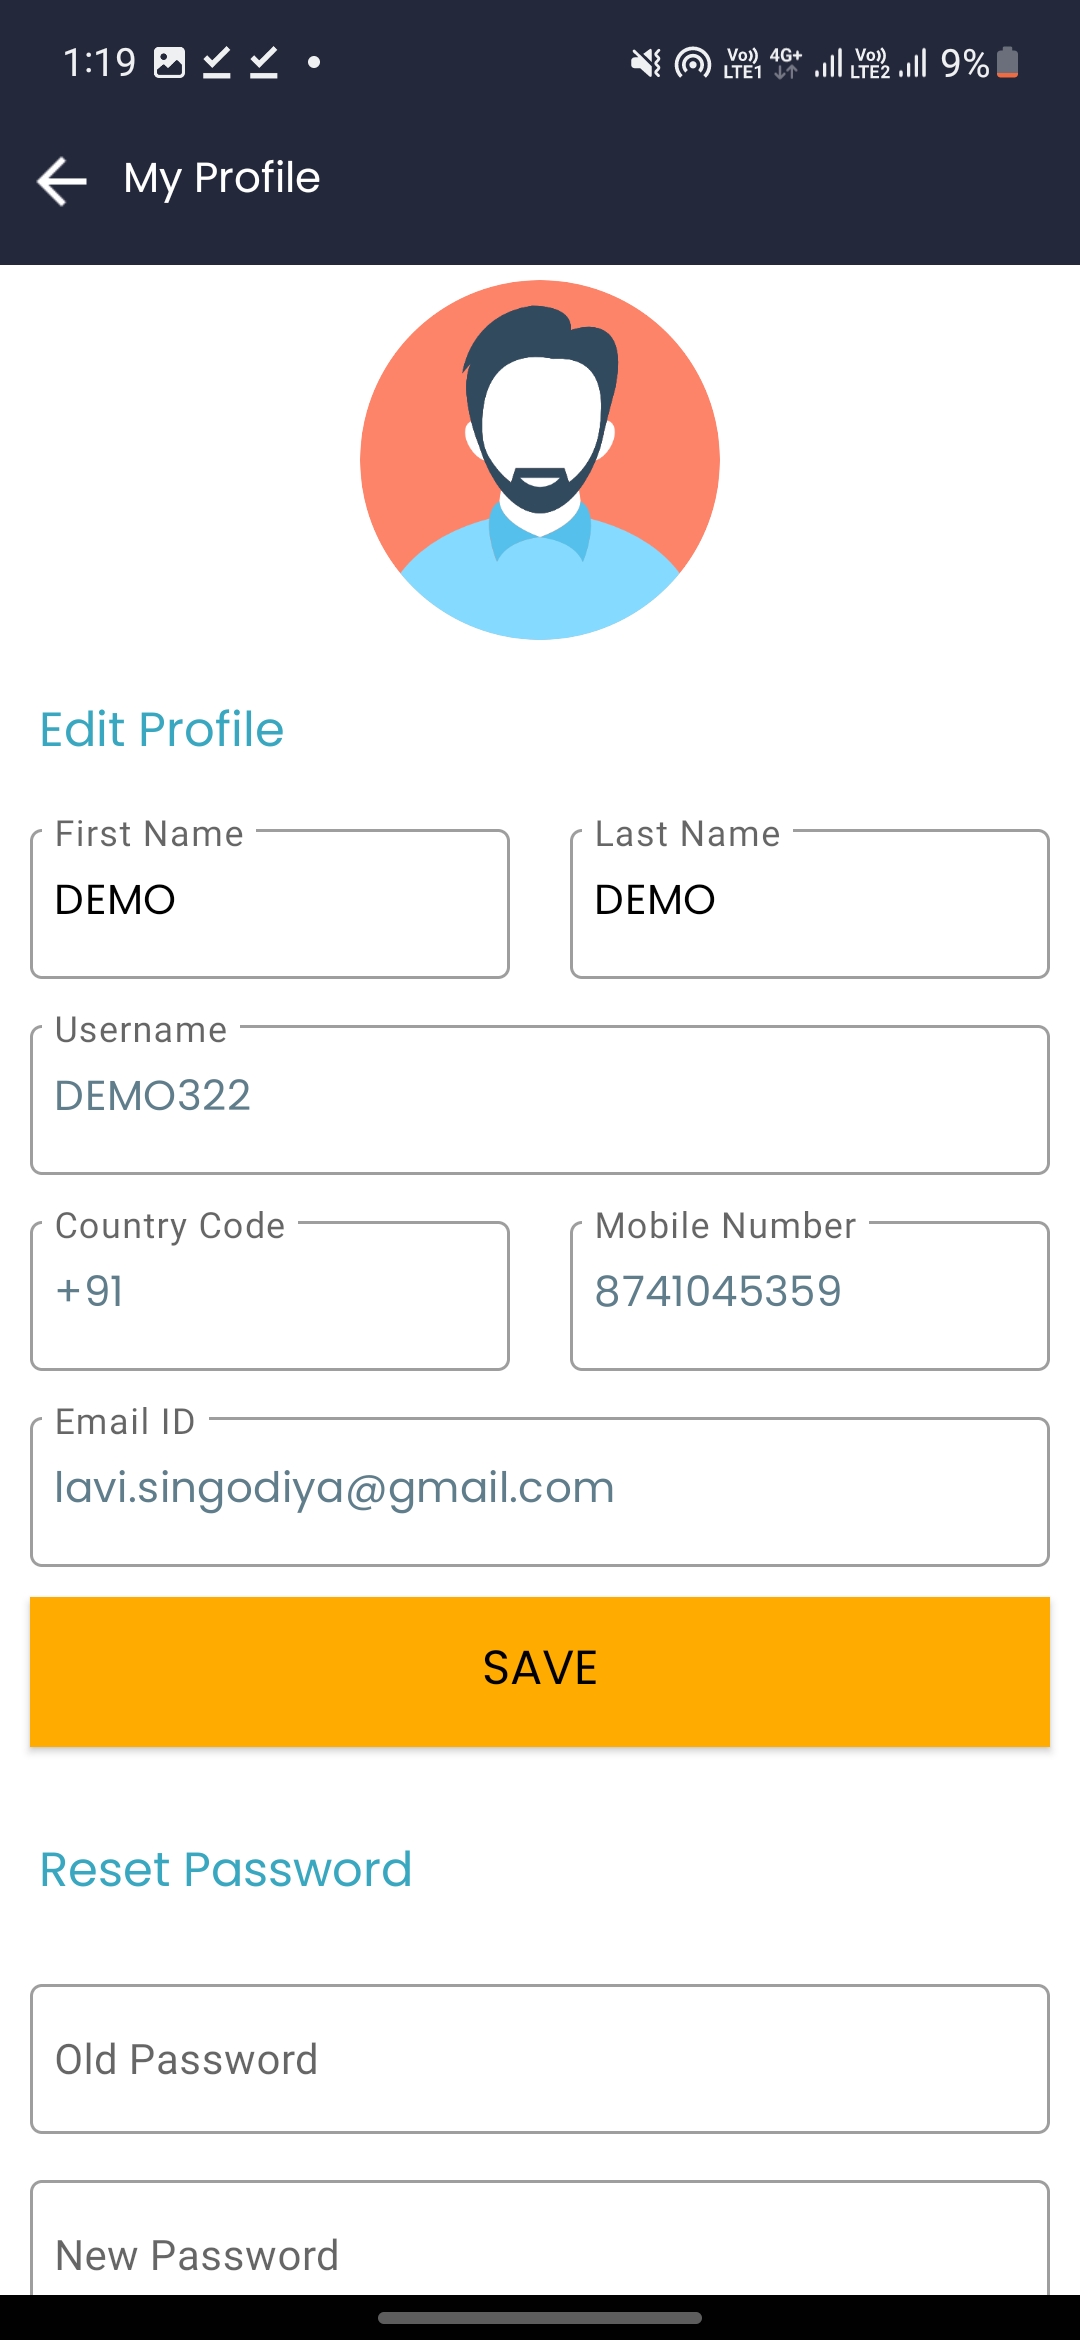 1:19 Vo)) LTE1 4G+ Vo)) LTE2 9%
My Profile
Edit Profile
First Name
DEMO
Last Name
DEMO
Username
DEMO322
Country Code
+91
Mobile Number
8741045359
Email ID
lavi.singodiya@gmail.com
SAVE
Reset Password
Old Password
New Password